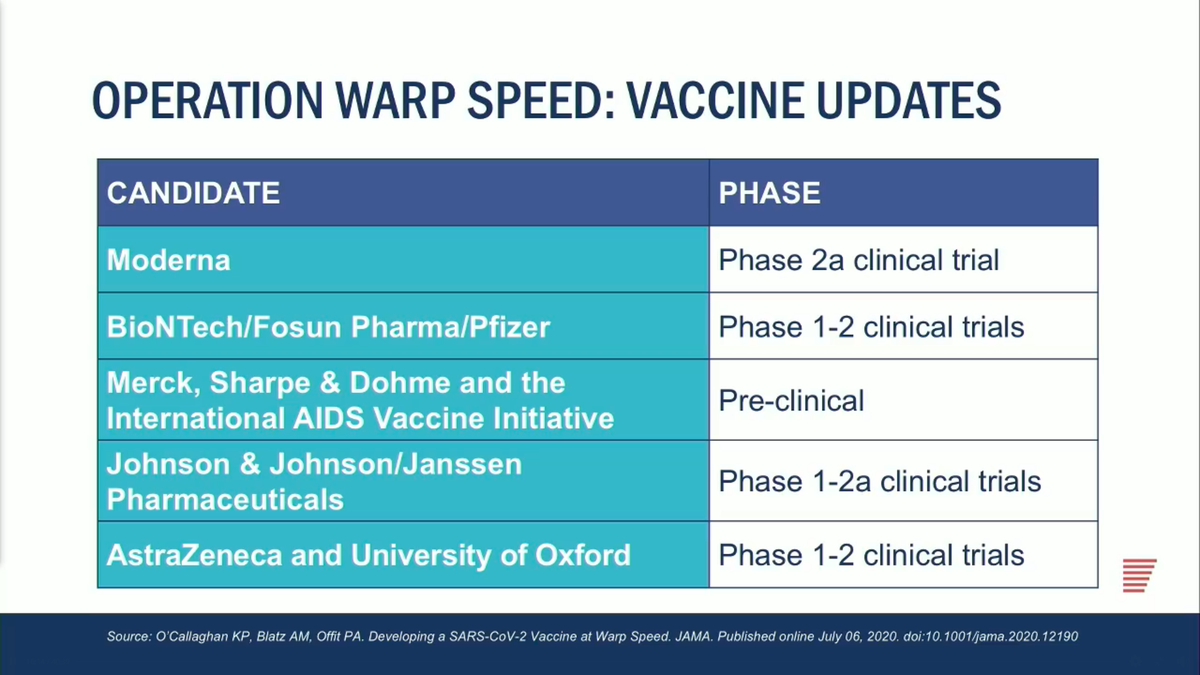 OPERATION WARP SPEED: VACCINE UPDATES
CANDIDATE PHASE
Moderna Phase 2a clinical trial
BioNTech/Fosun Pharma/Pfizer Phase 1-2 clinical trials
Merck, Sharpe & Dohme and the
International AIDS Vaccine Initiative
Pre-clinical
Johnson & Johnson/Janssen
Pharmaceuticals
Phase 1-2a clinical trials
AstraZeneca and University of Oxford Phase 1-2 clinical trials
Source: O'Callaghan KP, Blatz AM, Offit PA. Developing a SARS-CoV-2 Vaccine at Warp Speed. JAMA. Published online July 06, 2020. doi:10.1001/jama.2020.12190